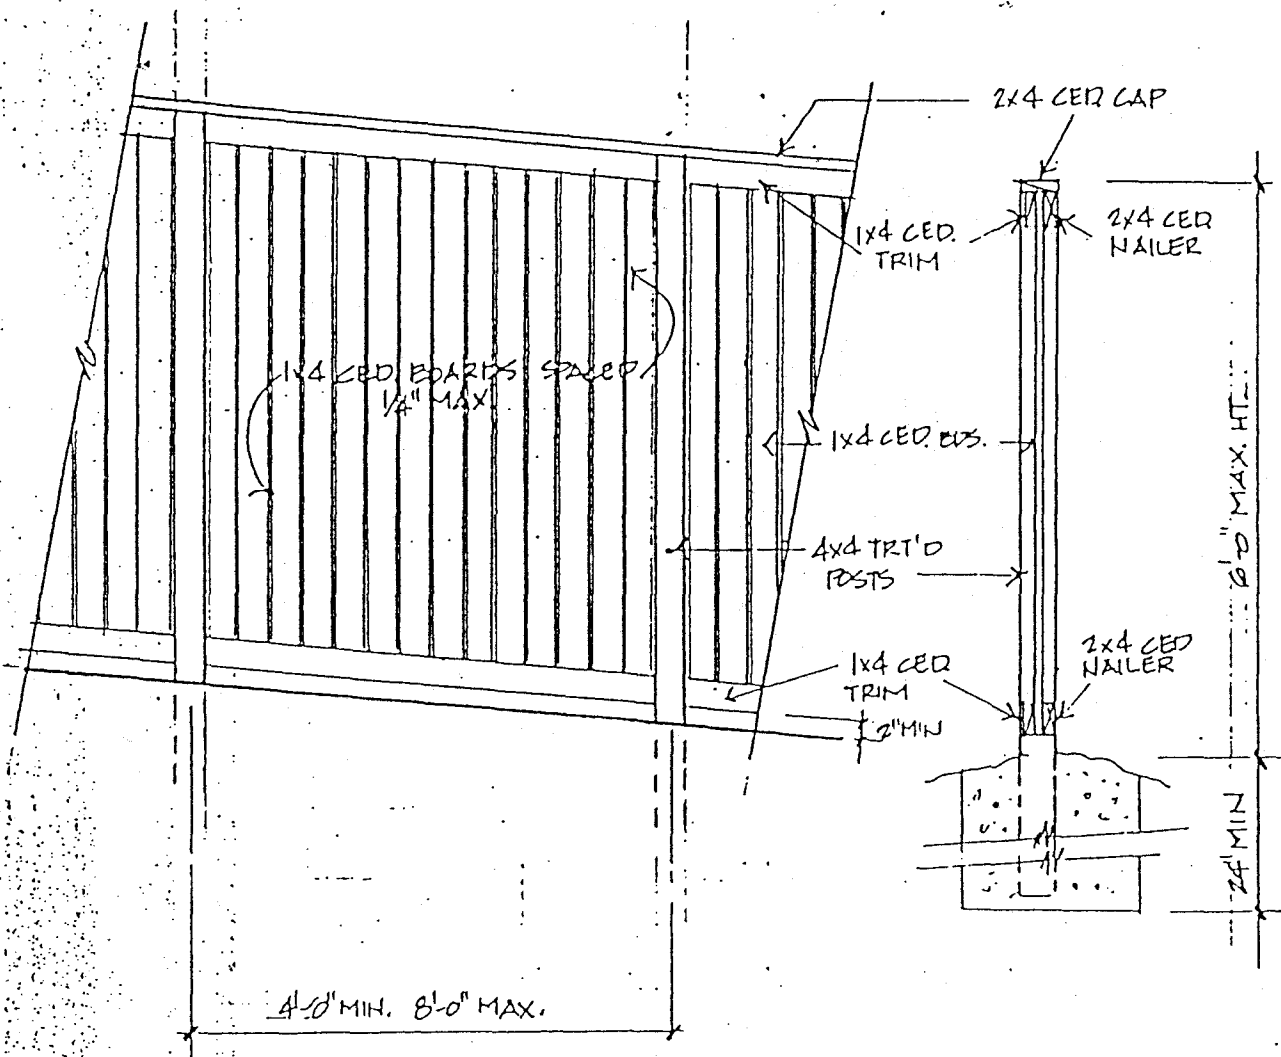 2x4 CED CAP
1x4 CED.
TRIM
2x4 CED
NAILER
1x4 CED. BOARDS SPACED
1/4" MAX
1x4 CED. BDS.
4x4 TRT'D
POSTS
6'-0" MAX. HT.
1x4 CED
TRIM
2x4 CED
NAILER
2" MIN
24" MIN
4'-0" MIN. 8'-0" MAX.